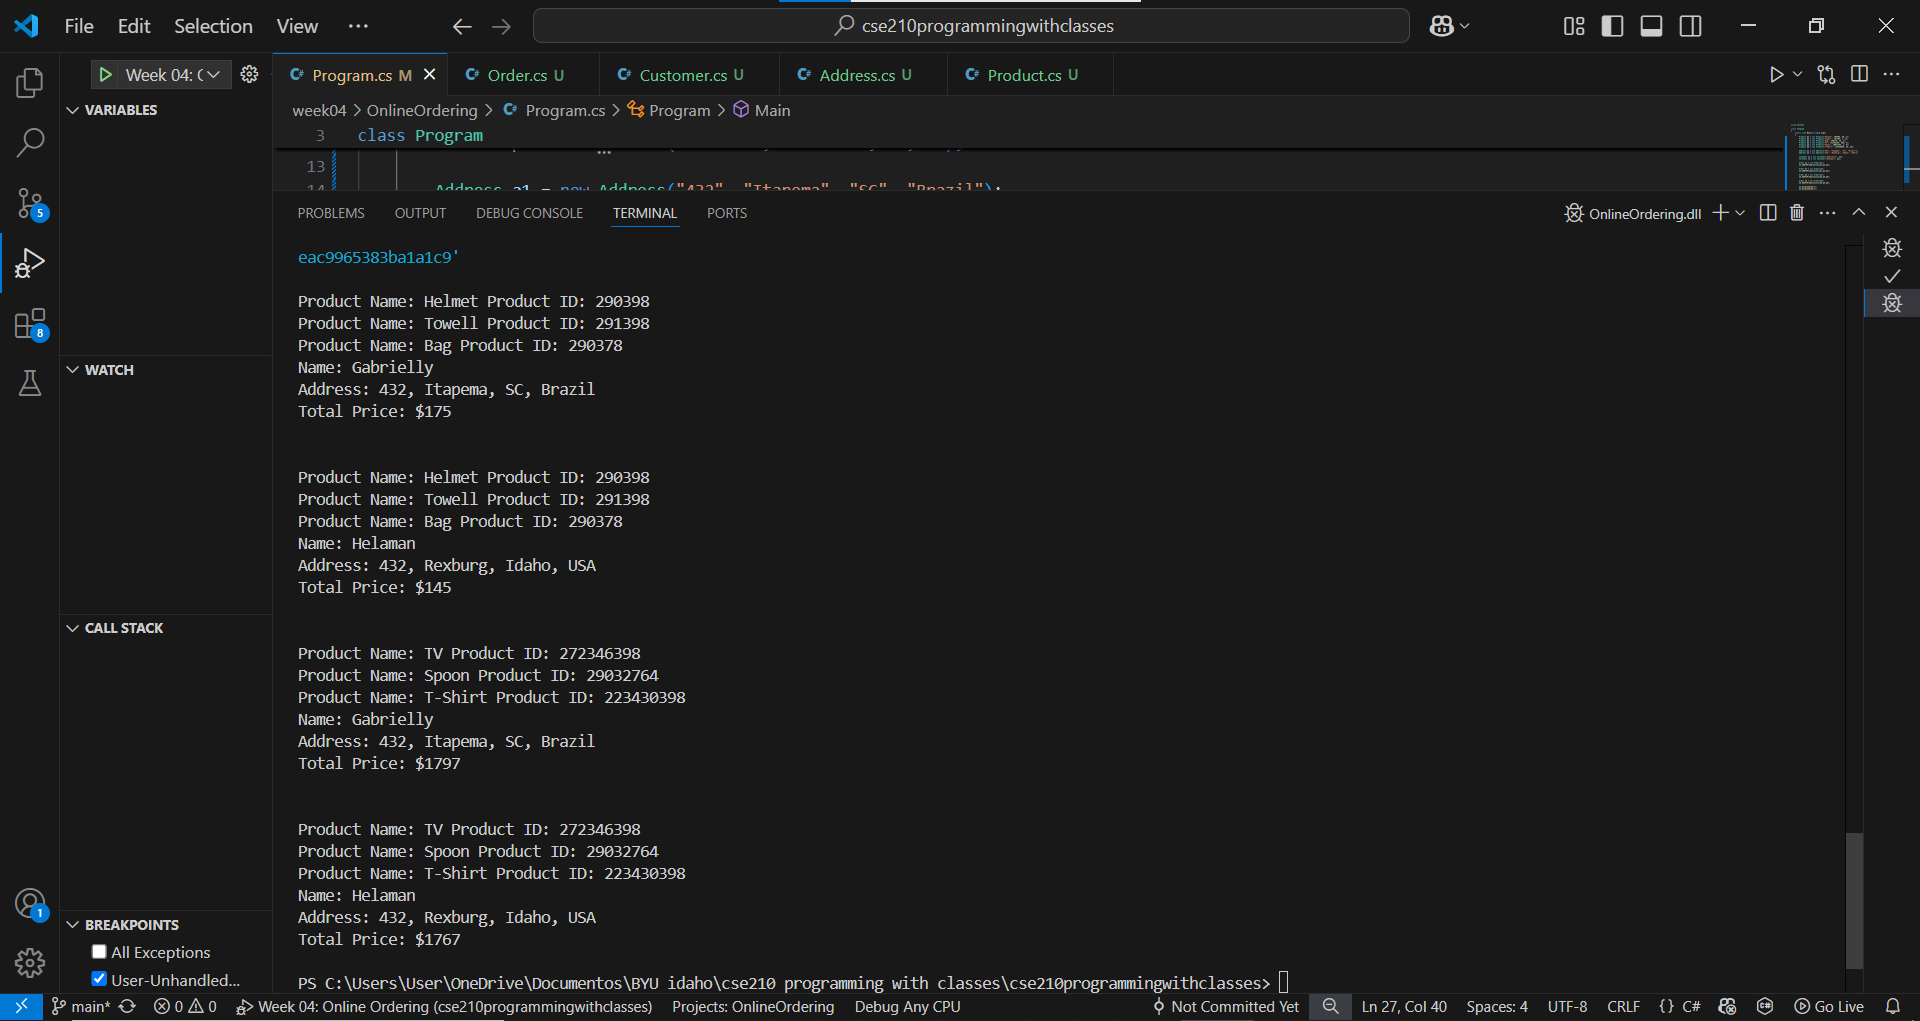 File Edit Selection View ··· cse210programmingwithclasses
Week 04: (
Program.cs M Order.cs U Customer.cs U Address.cs U Product.cs U
VARIABLES
week04 > OnlineOrdering > Program.cs > Program > Main
3 class Program
13
14 Address a1 = new Address("432", "Itapema", "SC", "Brazil");
PROBLEMS OUTPUT DEBUG CONSOLE TERMINAL PORTS OnlineOrdering.dll
eac9965383ba1a1c9'
Product Name: Helmet Product ID: 290398
Product Name: Towell Product ID: 291398
Product Name: Bag Product ID: 290378
Name: Gabrielly
Address: 432, Itapema, SC, Brazil
Total Price: $175
Product Name: Helmet Product ID: 290398
Product Name: Towell Product ID: 291398
Product Name: Bag Product ID: 290378
Name: Helaman
Address: 432, Rexburg, Idaho, USA
Total Price: $145
Product Name: TV Product ID: 272346398
Product Name: Spoon Product ID: 29032764
Product Name: T-Shirt Product ID: 223430398
Name: Gabrielly
Address: 432, Itapema, SC, Brazil
Total Price: $1797
Product Name: TV Product ID: 272346398
Product Name: Spoon Product ID: 29032764
Product Name: T-Shirt Product ID: 223430398
Name: Helaman
Address: 432, Rexburg, Idaho, USA
Total Price: $1767
PS C:\Users\User\OneDrive\Documentos\BYU idaho\cse210 programming with classes\cse210programmingwithclasses>
WATCH
CALL STACK
BREAKPOINTS
All Exceptions
User-Unhandled...
5
8
1
main* 0 0 Week 04: Online Ordering (cse210programmingwithclasses) Projects: OnlineOrdering Debug Any CPU Not Committed Yet Ln 27, Col 40 Spaces: 4 UTF-8 CRLF {} C# Go Live